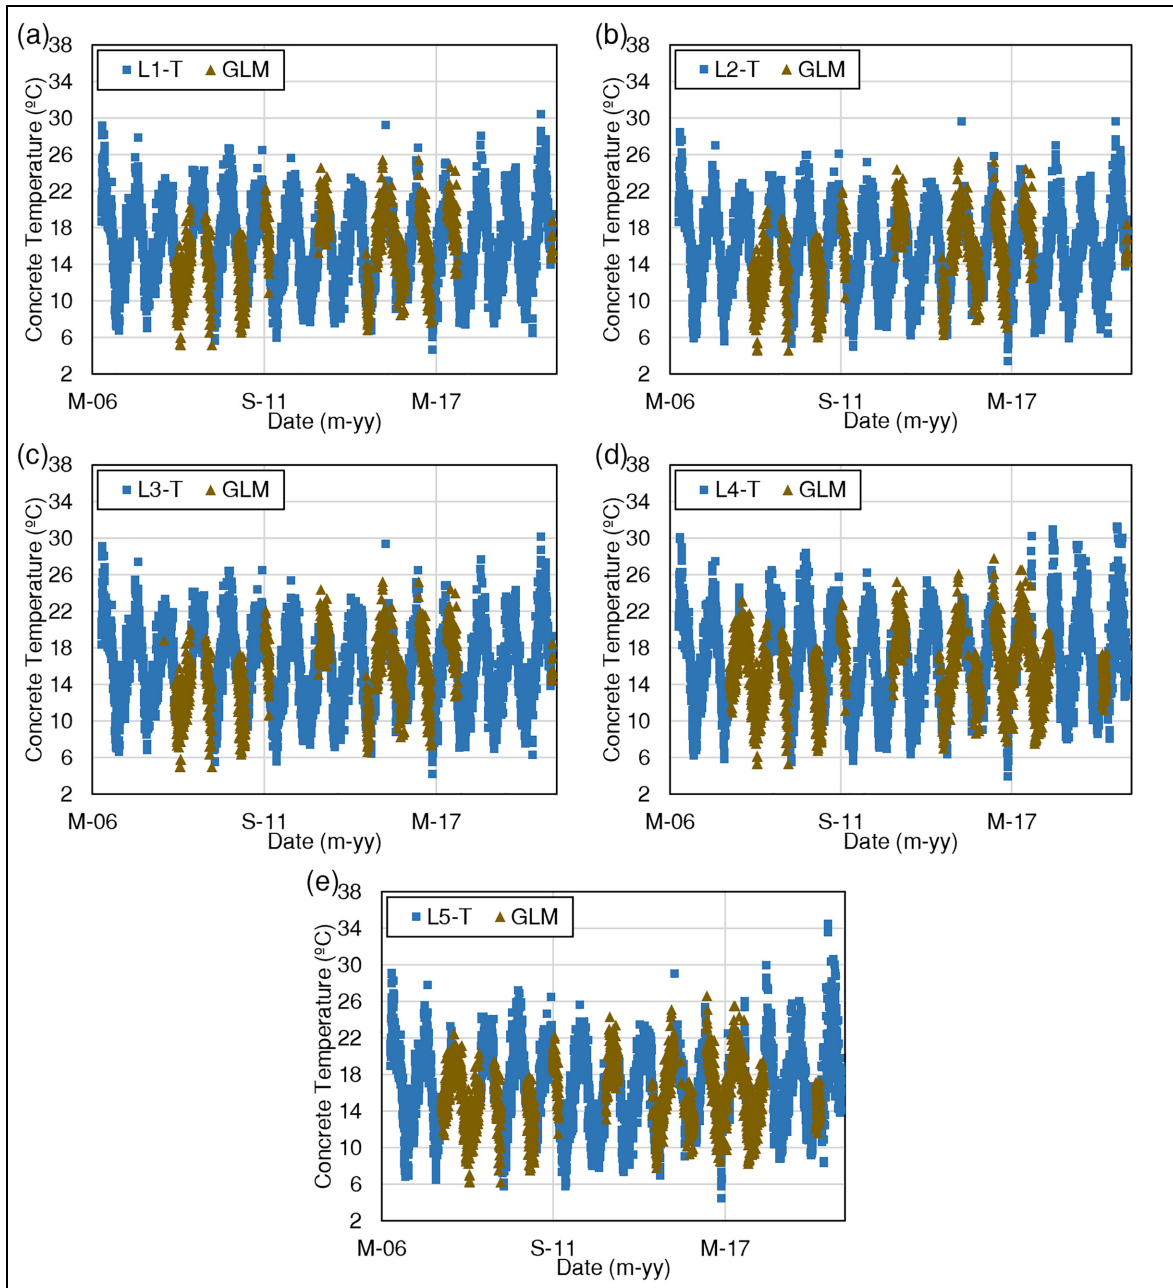 (a)
Concrete Temperature (ºC)
38
34
30
26
22
18
14
10
6
2
L1-T GLM
M-06 S-11 M-17
Date (m-yy)
(b)
Concrete Temperature (ºC)
38
34
30
26
22
18
14
10
6
2
L2-T GLM
M-06 S-11 M-17
Date (m-yy)
(c)
Concrete Temperature (ºC)
38
34
30
26
22
18
14
10
6
2
L3-T GLM
M-06 S-11 M-17
Date (m-yy)
(d)
Concrete Temperature (ºC)
38
34
30
26
22
18
14
10
6
2
L4-T GLM
M-06 S-11 M-17
Date (m-yy)
(e)
Concrete Temperature (ºC)
38
34
30
26
22
18
14
10
6
2
L5-T GLM
M-06 S-11 M-17
Date (m-yy)